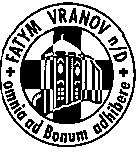 + FATYM VRANOV n/D +
omnia ad Bonum adhibere